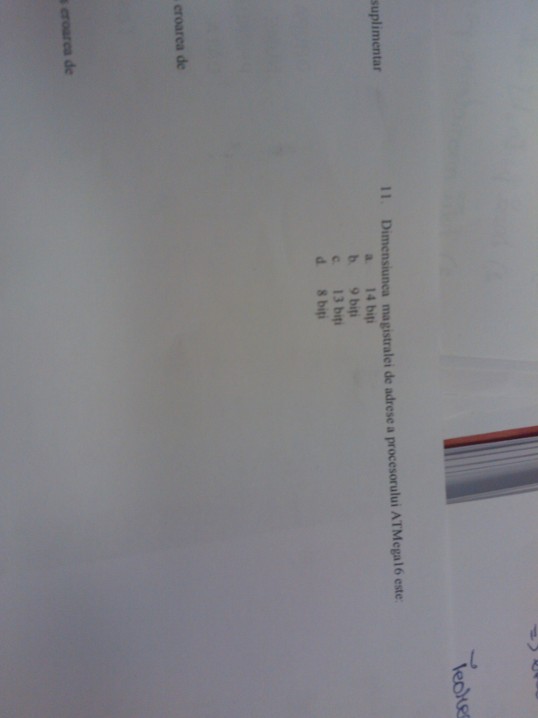 suplimentar
eroarea de
eroarea de
11. Dimensiunea magistralei de adrese a procesorului ATMega16 este:
a. 14 biți
b. 9 biți
c. 13 biți
d. 8 biți